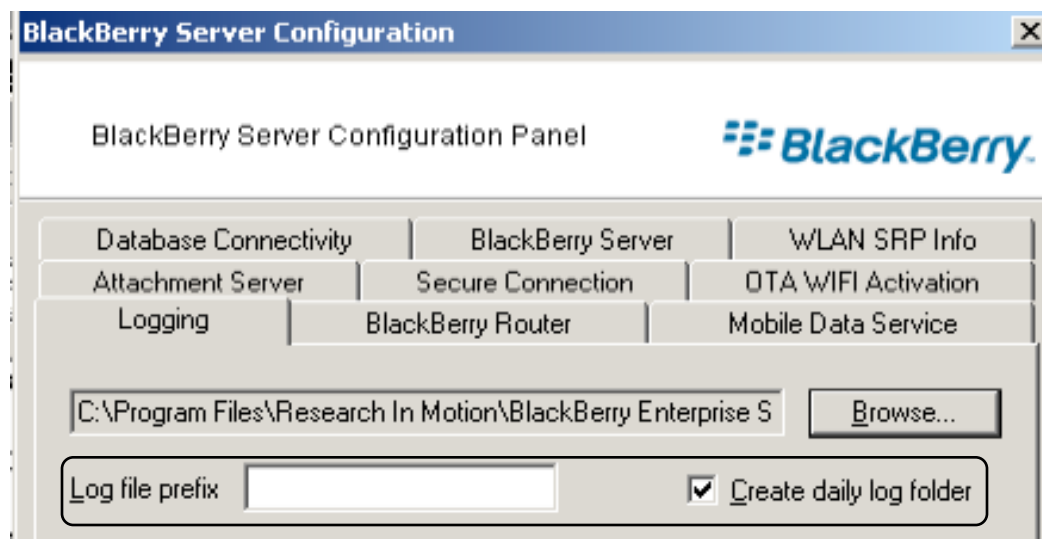 BlackBerry Server Configuration
BlackBerry Server Configuration Panel
BlackBerry
Database Connectivity BlackBerry Server WLAN SRP Info
Attachment Server Secure Connection OTA WIFI Activation
Logging BlackBerry Router Mobile Data Service
C:\Program Files\Research In Motion\BlackBerry Enterprise S Browse...
Log file prefix Create daily log folder